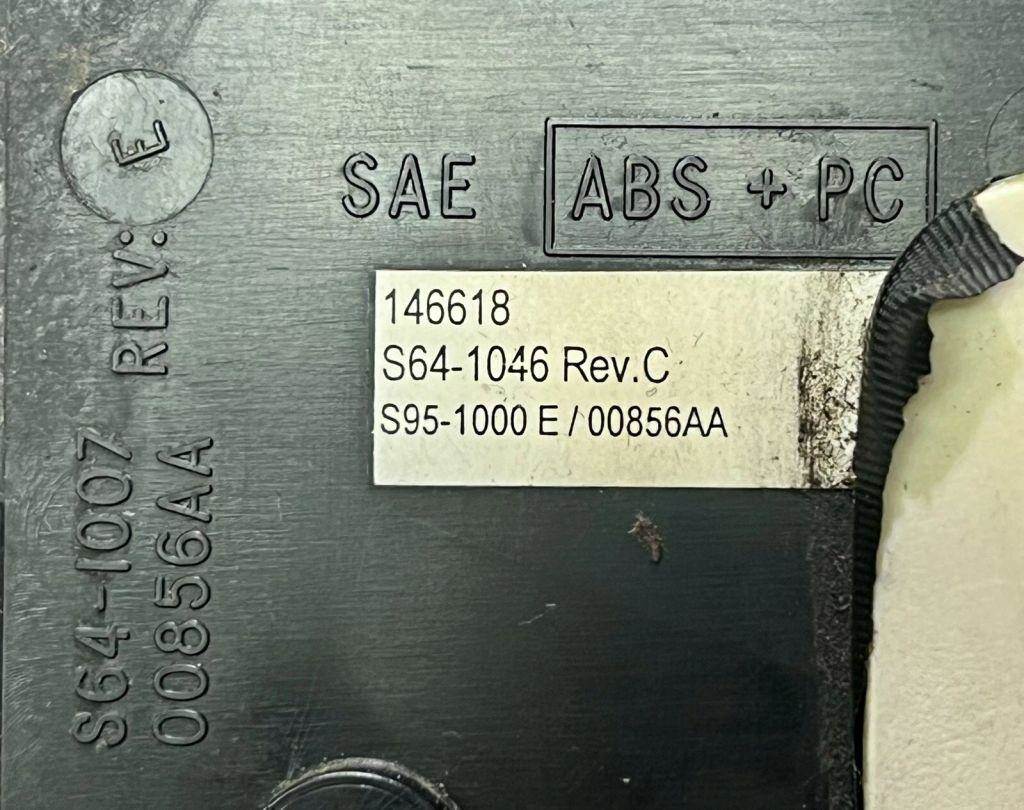 SAE ABS + PC
146618
S64-1046 Rev.C
S95-1000 E / 00856AA
S64-1007 REV: E
00856AA